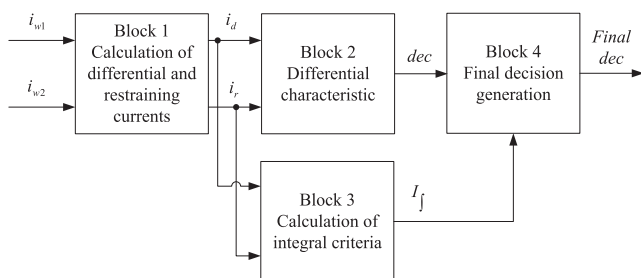 i_w1
i_w2
Block 1
Calculation of
differential and
restraining
currents
i_d
i_r
Block 2
Differential
characteristic
dec
Block 4
Final decision
generation
Final
dec
Block 3
Calculation of
integral criteria
I_∫